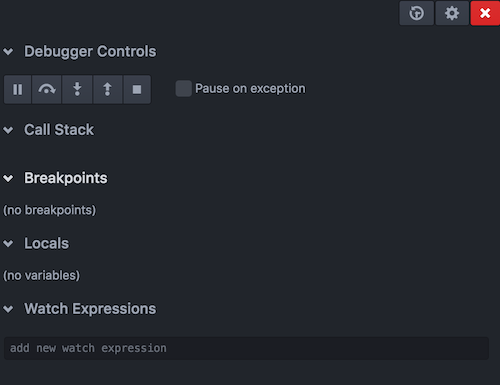 Debugger Controls
Pause on exception
Call Stack
Breakpoints
(no breakpoints)
Locals
(no variables)
Watch Expressions
add new watch expression